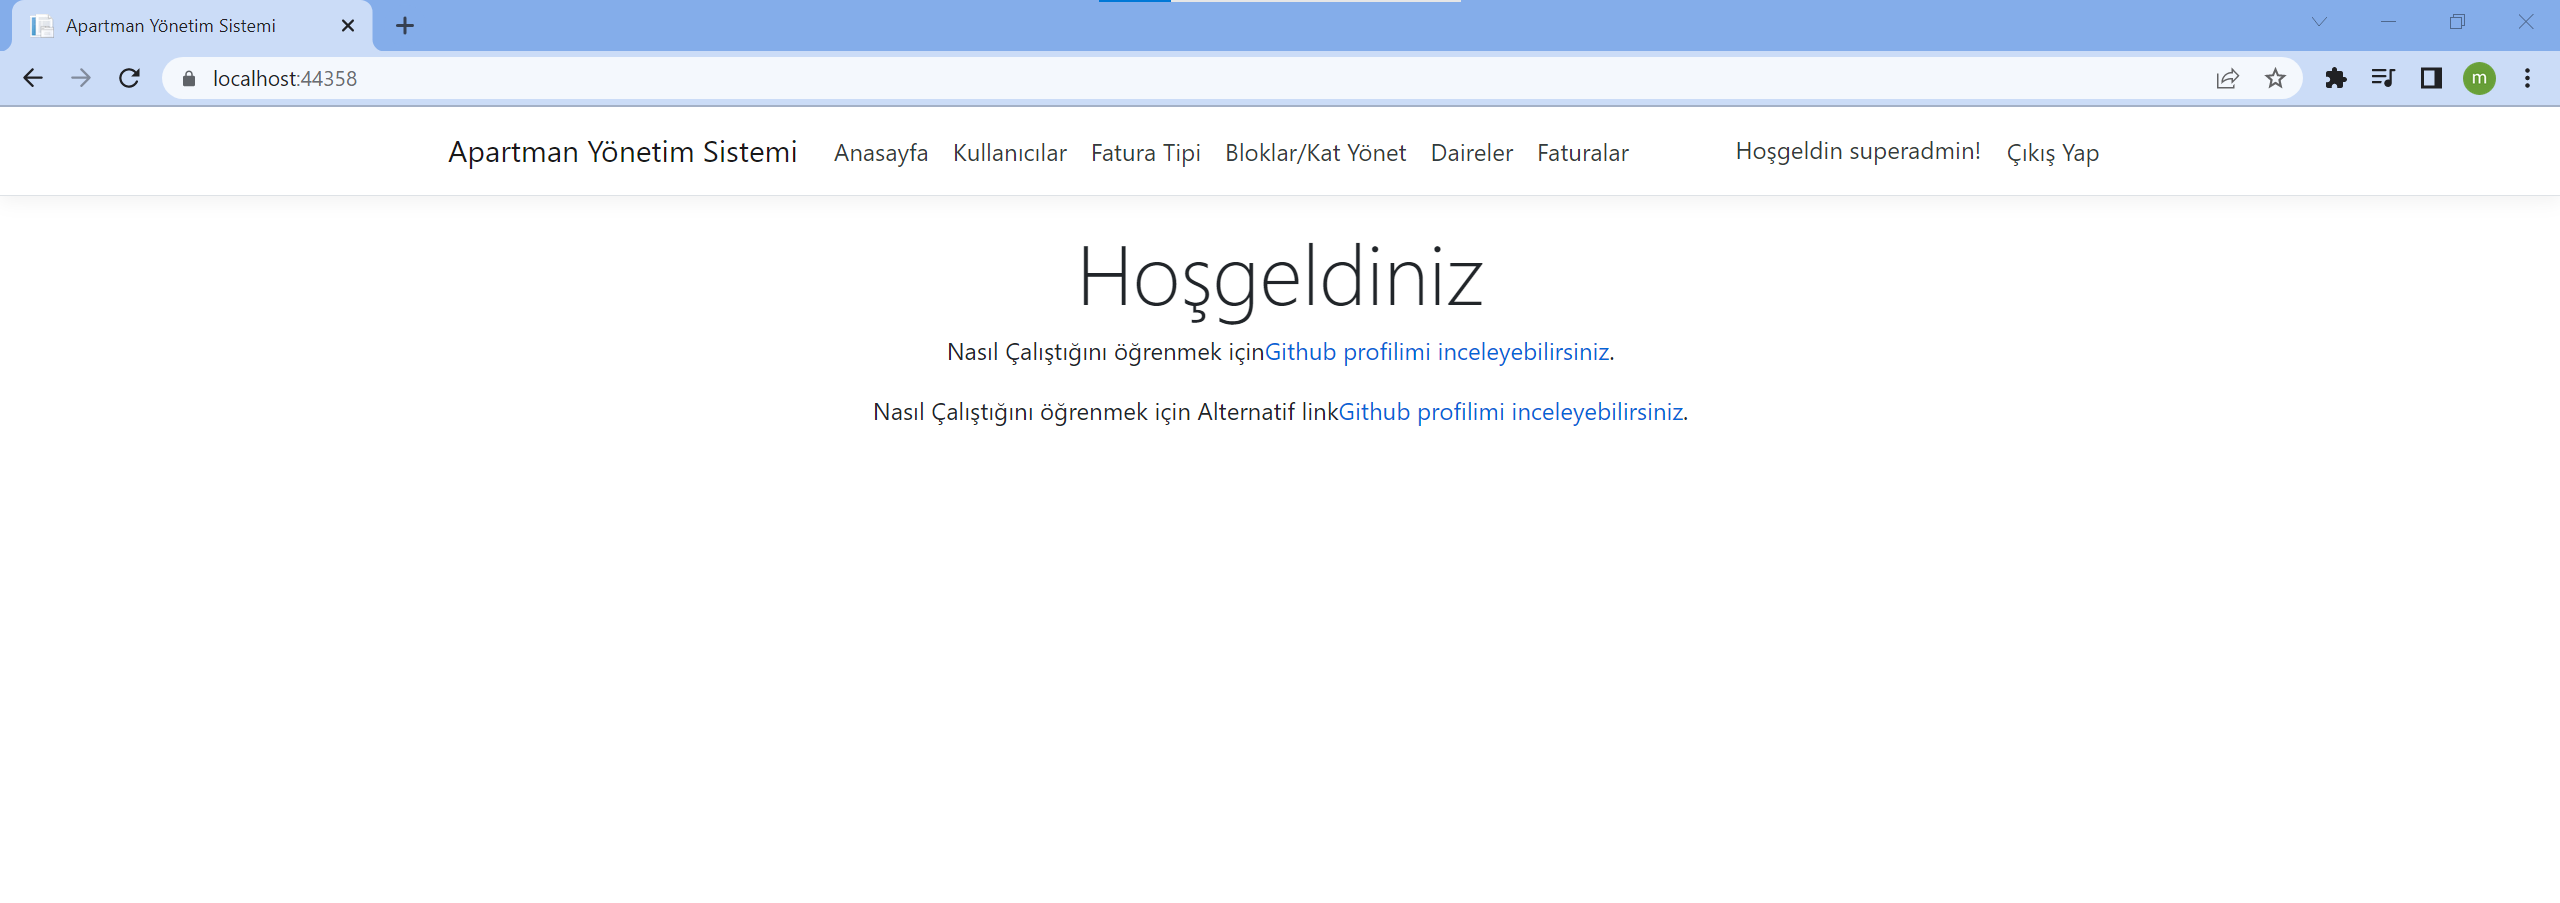 Apartman Yönetim Sistemi
localhost:44358
m
Apartman Yönetim Sistemi Anasayfa Kullanıcılar Fatura Tipi Bloklar/Kat Yönet Daireler Faturalar Hoşgeldin superadmin! Çıkış Yap
Hoşgeldiniz
Nasıl Çalıştığını öğrenmek içinGithub profilimi inceleyebilirsiniz.
Nasıl Çalıştığını öğrenmek için Alternatif linkGithub profilimi inceleyebilirsiniz.